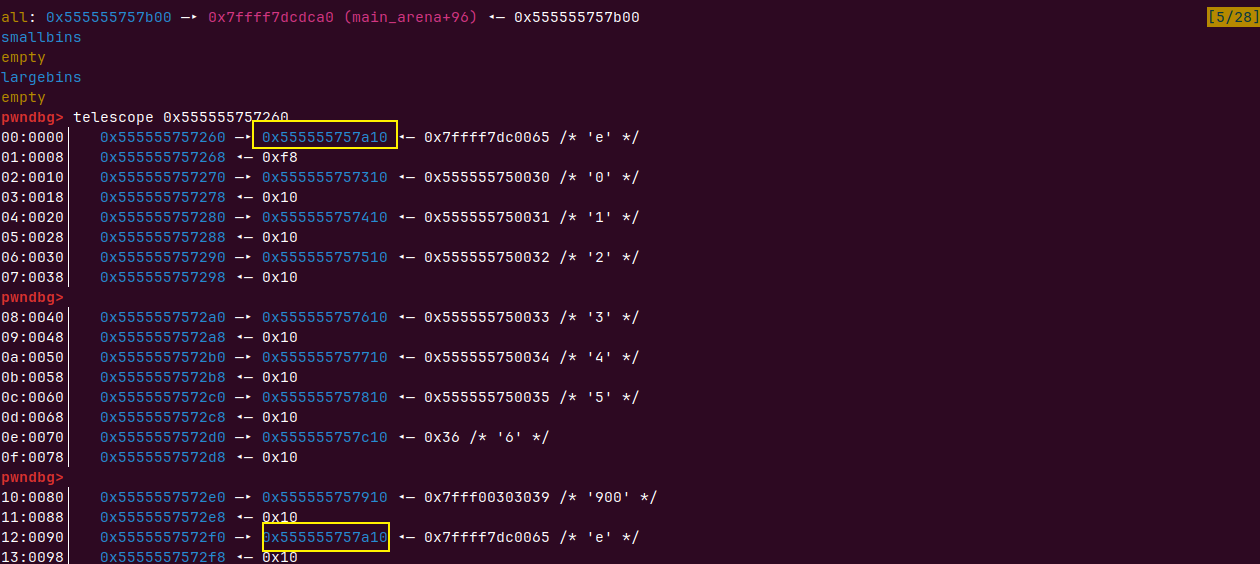 all: 0x555555757b00 —▸ 0x7ffff7dcdca0 (main_arena+96) ◂— 0x555555757b00 [5/28]
smallbins
empty
largebins
empty
pwndbg> telescope 0x555555757260
00:0000│ 0x555555757260 —▸ 0x555555757a10 ◂— 0x7ffff7dc0065 /* 'e' */
01:0008│ 0x555555757268 ◂— 0xf8
02:0010│ 0x555555757270 —▸ 0x555555757310 ◂— 0x555555750030 /* '0' */
03:0018│ 0x555555757278 ◂— 0x10
04:0020│ 0x555555757280 —▸ 0x555555757410 ◂— 0x555555750031 /* '1' */
05:0028│ 0x555555757288 ◂— 0x10
06:0030│ 0x555555757290 —▸ 0x555555757510 ◂— 0x555555750032 /* '2' */
07:0038│ 0x555555757298 ◂— 0x10
pwndbg>
08:0040│ 0x5555557572a0 —▸ 0x555555757610 ◂— 0x555555750033 /* '3' */
09:0048│ 0x5555557572a8 ◂— 0x10
0a:0050│ 0x5555557572b0 —▸ 0x555555757710 ◂— 0x555555750034 /* '4' */
0b:0058│ 0x5555557572b8 ◂— 0x10
0c:0060│ 0x5555557572c0 —▸ 0x555555757810 ◂— 0x555555750035 /* '5' */
0d:0068│ 0x5555557572c8 ◂— 0x10
0e:0070│ 0x5555557572d0 —▸ 0x555555757c10 ◂— 0x36 /* '6' */
0f:0078│ 0x5555557572d8 ◂— 0x10
pwndbg>
10:0080│ 0x5555557572e0 —▸ 0x555555757910 ◂— 0x7fff00303039 /* '900' */
11:0088│ 0x5555557572e8 ◂— 0x10
12:0090│ 0x5555557572f0 —▸ 0x555555757a10 ◂— 0x7ffff7dc0065 /* 'e' */
13:0098│ 0x5555557572f8 ◂— 0x10